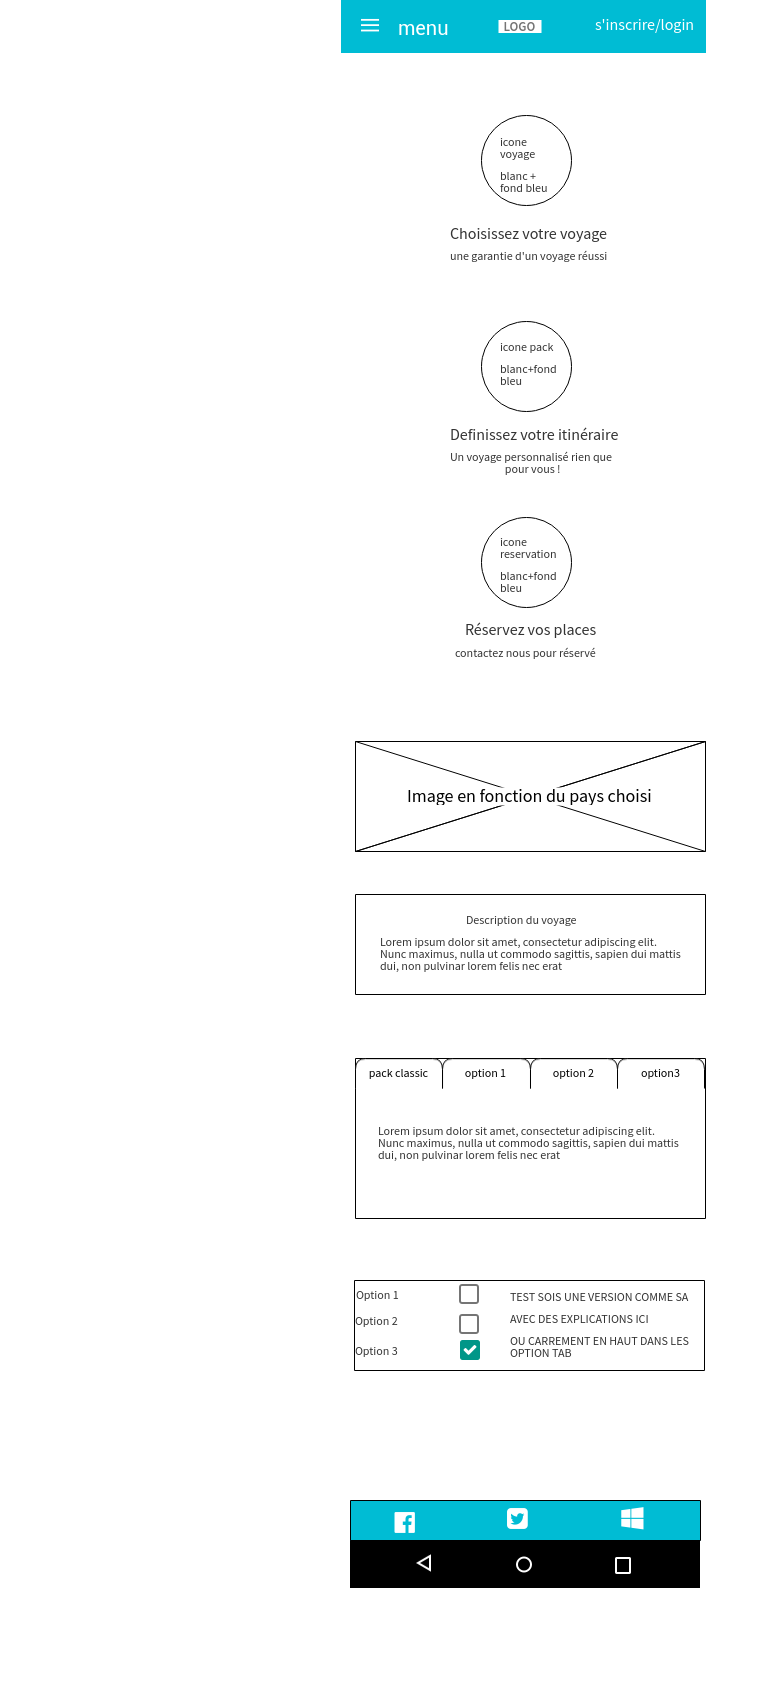 menu
LOGO
s'inscrire/login
icone
voyage
blanc +
fond bleu
Choisissez votre voyage
une garantie d'un voyage réussi
icone pack
blanc+fond
bleu
Definissez votre itinéraire
Un voyage personnalisé rien que
pour vous !
icone
reservation
blanc+fond
bleu
Réservez vos places
contactez nous pour réservé
Image en fonction du pays choisi
Description du voyage
Lorem ipsum dolor sit amet, consectetur adipiscing elit.
Nunc maximus, nulla ut commodo sagittis, sapien dui mattis
dui, non pulvinar lorem felis nec erat
pack classic
option 1
option 2
option3
Lorem ipsum dolor sit amet, consectetur adipiscing elit.
Nunc maximus, nulla ut commodo sagittis, sapien dui mattis
dui, non pulvinar lorem felis nec erat
Option 1
Option 2
Option 3
TEST SOIS UNE VERSION COMME SA
AVEC DES EXPLICATIONS ICI
OU CARREMENT EN HAUT DANS LES
OPTION TAB